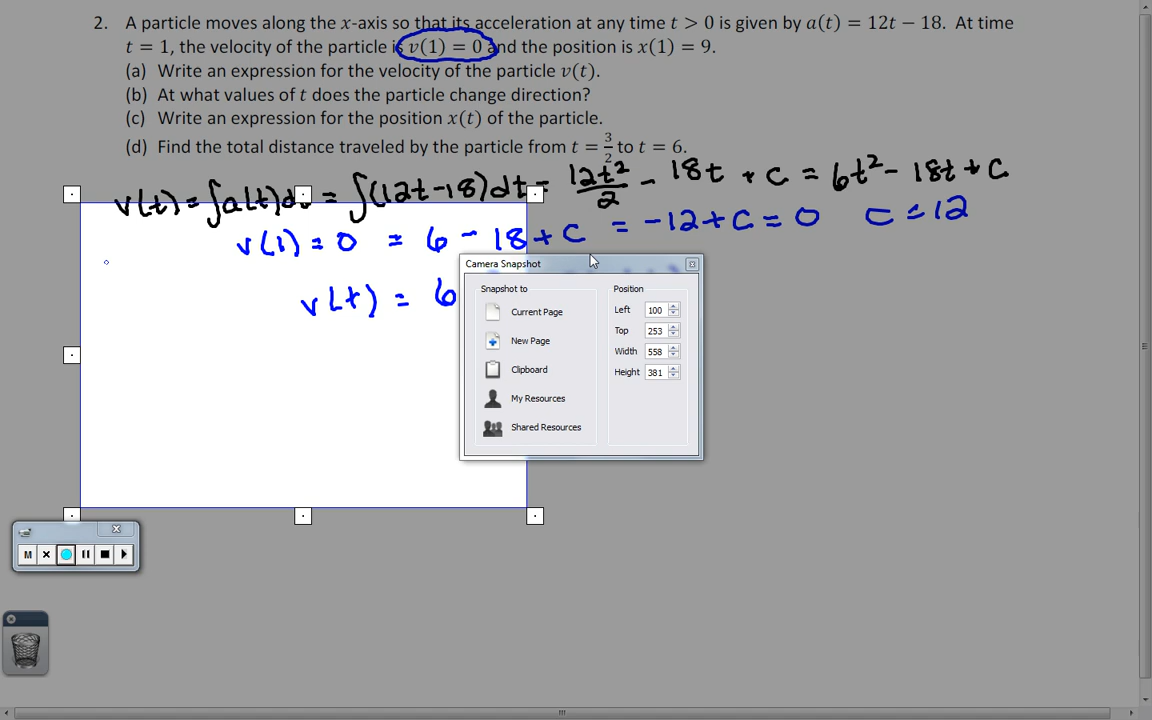 2. A particle moves along the x-axis so that its acceleration at any time t > 0 is given by a(t) = 12t − 18. At time
t = 1, the velocity of the particle is v(1) = 0 and the position is x(1) = 9.
(a) Write an expression for the velocity of the particle v(t).
(b) At what values of t does the particle change direction?
(c) Write an expression for the position x(t) of the particle.
(d) Find the total distance traveled by the particle from t = 3/2 to t = 6.
v(t) = ∫a(t)dt = ∫(12t-18)dt = 12t²/2 - 18t + C = 6t² - 18t + C
v(1) = 0 = 6 - 18 + C = -12 + C = 0 C = 12
v(t) = 6
Camera Snapshot
Snapshot to
Current Page
New Page
Clipboard
My Resources
Shared Resources
Position
Left 100
Top 253
Width 558
Height 381
M